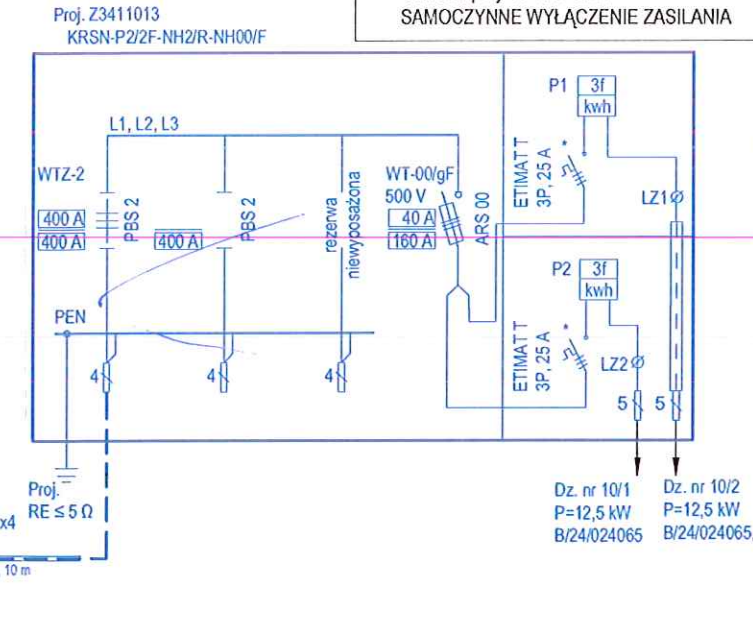 Proj. Z3411013
KRSN-P2/2F-NH2/R-NH00/F
SAMOCZYNNE WYŁĄCZENIE ZASILANIA
L1, L2, L3
WTZ-2
400 A
400 A
PBS 2
400 A
PBS 2
rezerwa
niewyposażona
WT-00/gF
500 V
40 A
160 A
ARS 00
P1
3f
kwh
ETIMAT T
3P, 25 A
*
LZ1
P2
3f
kwh
ETIMAT T
3P, 25 A
*
LZ2
PEN
4
4
4
5
5
Proj.
RE ≤ 5 Ω
x4
10 m
Dz. nr 10/1
P=12,5 kW
B/24/024065
Dz. nr 10/2
P=12,5 kW
B/24/024065,